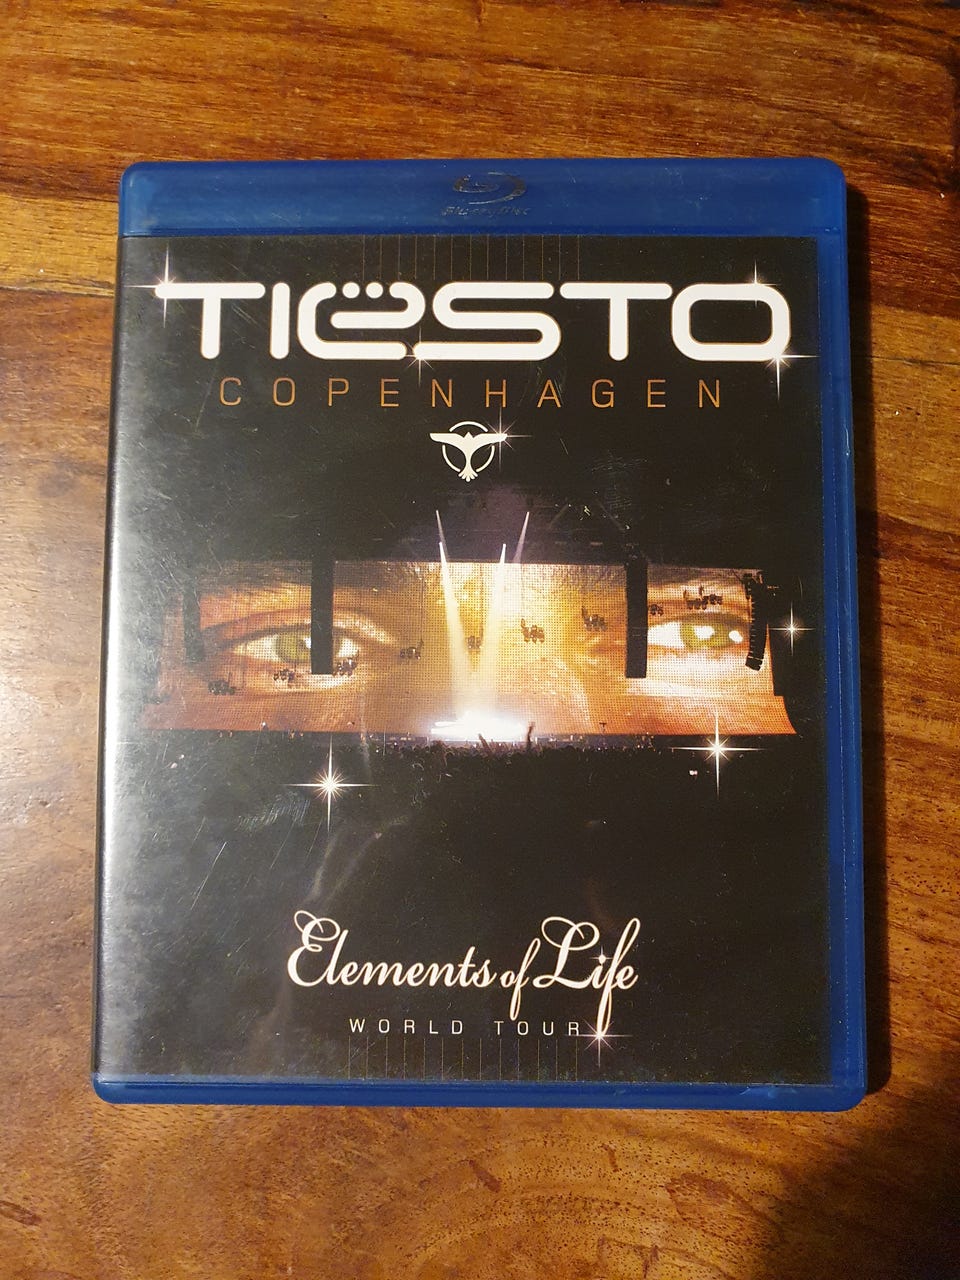 Blu-ray Disc
TIËSTO
COPENHAGEN
Elements of Life
WORLD TOUR